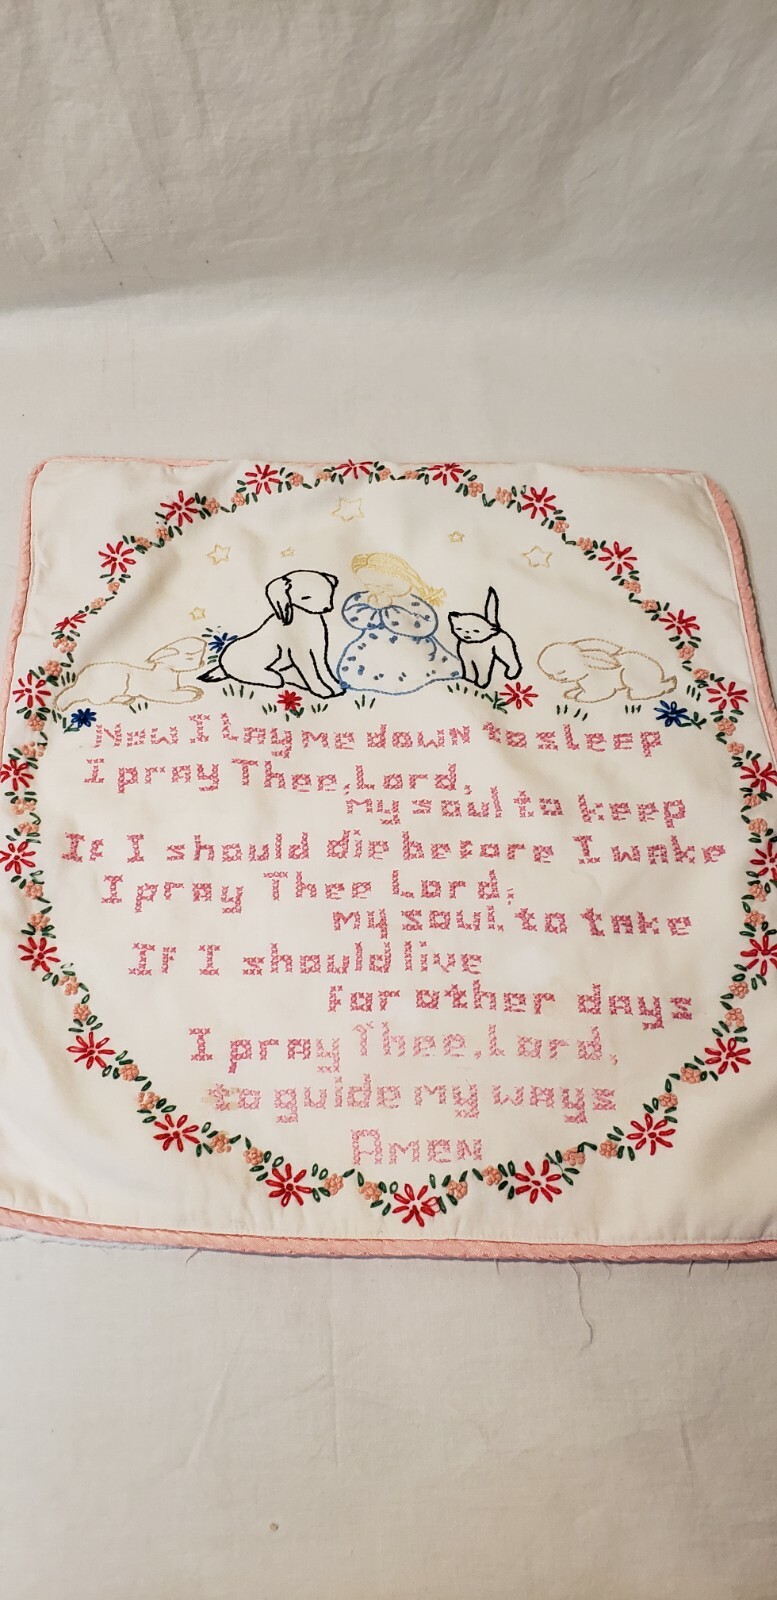 Now I lay me down to sleep
I pray Thee, Lord,
my soul to keep
If I should die before I wake
I pray Thee Lord,
my soul to take
If I should live
for other days
I pray Thee, Lord,
to guide my ways
Amen